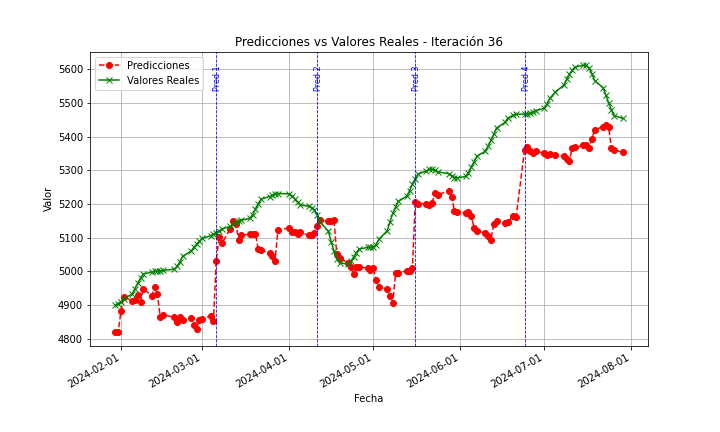 Predicciones vs Valores Reales - Iteración 36
Predicciones
Valores Reales
Pred 1
Pred 2
Pred 3
Pred 4
5600
5500
5400
5300
5200
5100
5000
4900
4800
Valor
2024-02-01
2024-03-01
2024-04-01
2024-05-01
2024-06-01
2024-07-01
2024-08-01
Fecha